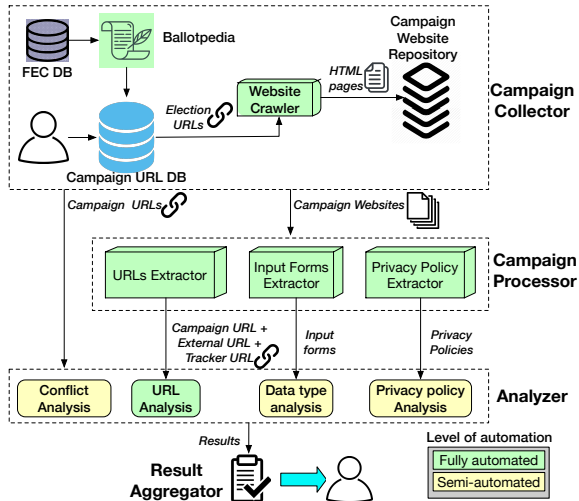 FEC DB
Ballotpedia
Campaign
Website
Repository
Website
Crawler
HTML
pages
Election
URLs
Campaign
Collector
Campaign URL DB
Campaign URLs
Campaign Websites
URLs Extractor
Input Forms
Extractor
Privacy Policy
Extractor
Campaign
Processor
Campaign URL +
External URL +
Tracker URL
Input
forms
Privacy
Policies
Conflict
Analysis
URL
Analysis
Data type
analysis
Privacy policy
Analysis
Analyzer
Results
Result
Aggregator
Level of automation
Fully automated
Semi-automated